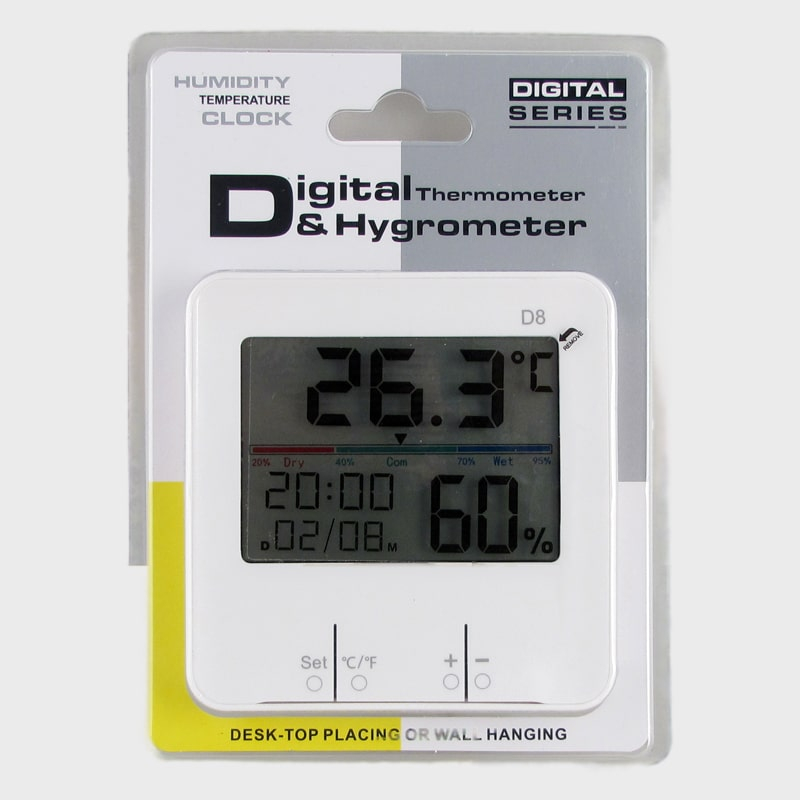 HUMIDITY
TEMPERATURE
CLOCK
DIGITAL
SERIES
Digital Thermometer
& Hygrometer
D8
REMOVE
26.3 °C
20% Dry 40% Com 70% Wet 95%
20:00
D 02/08 M
60%
Set °C/°F + −
DESK-TOP PLACING OR WALL HANGING